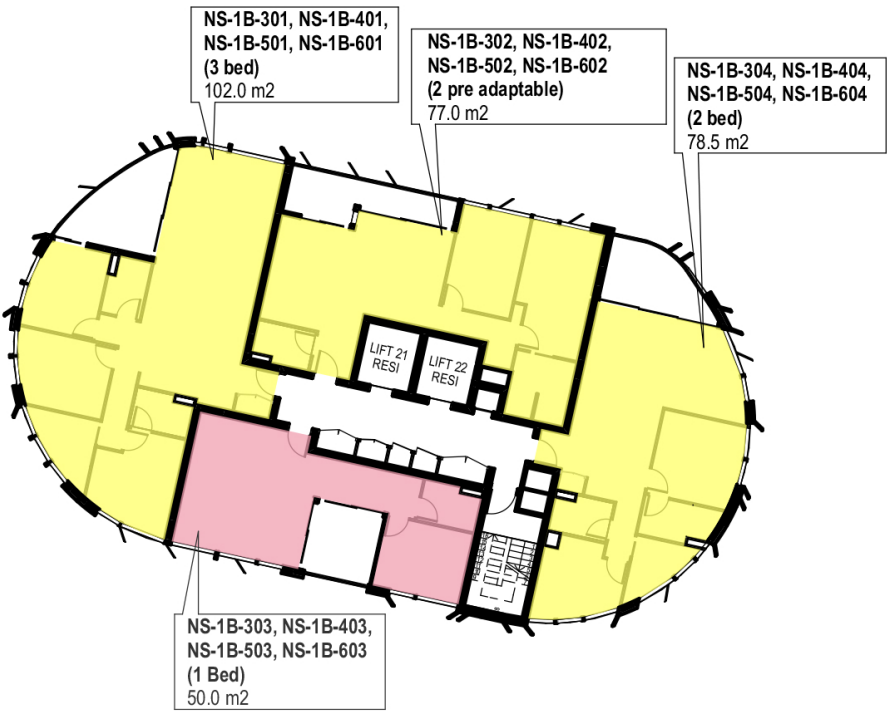 NS-1B-301, NS-1B-401,
NS-1B-501, NS-1B-601
(3 bed)
102.0 m2
NS-1B-302, NS-1B-402,
NS-1B-502, NS-1B-602
(2 pre adaptable)
77.0 m2
NS-1B-304, NS-1B-404,
NS-1B-504, NS-1B-604
(2 bed)
78.5 m2
LIFT 21
RESI
LIFT 22
RESI
NS-1B-303, NS-1B-403,
NS-1B-503, NS-1B-603
(1 Bed)
50.0 m2